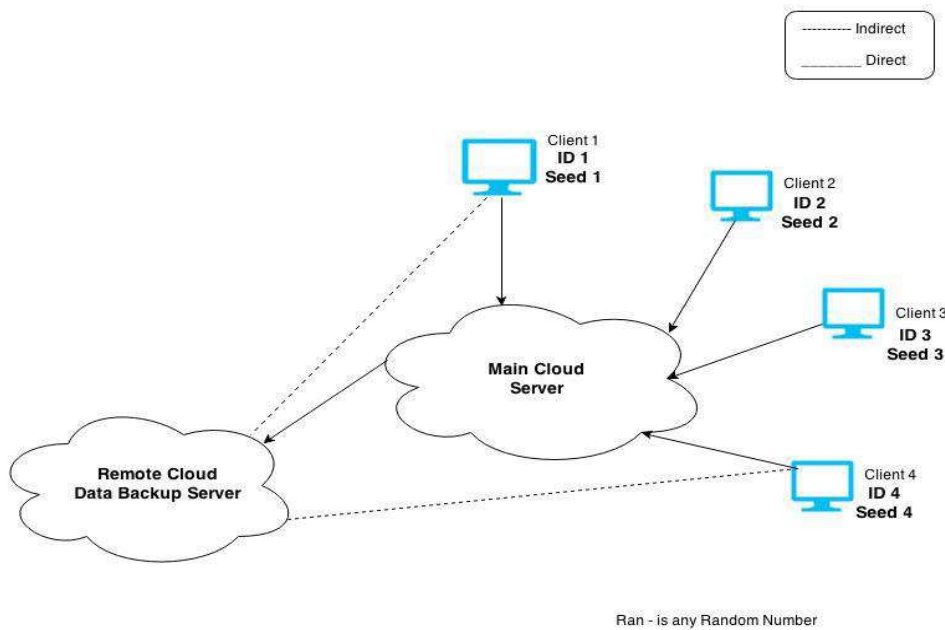 ---------- Indirect
_______ Direct
Client 1
ID 1
Seed 1
Client 2
ID 2
Seed 2
Client 3
ID 3
Seed 3
Main Cloud
Server
Remote Cloud
Data Backup Server
Client 4
ID 4
Seed 4
Ran - is any Random Number